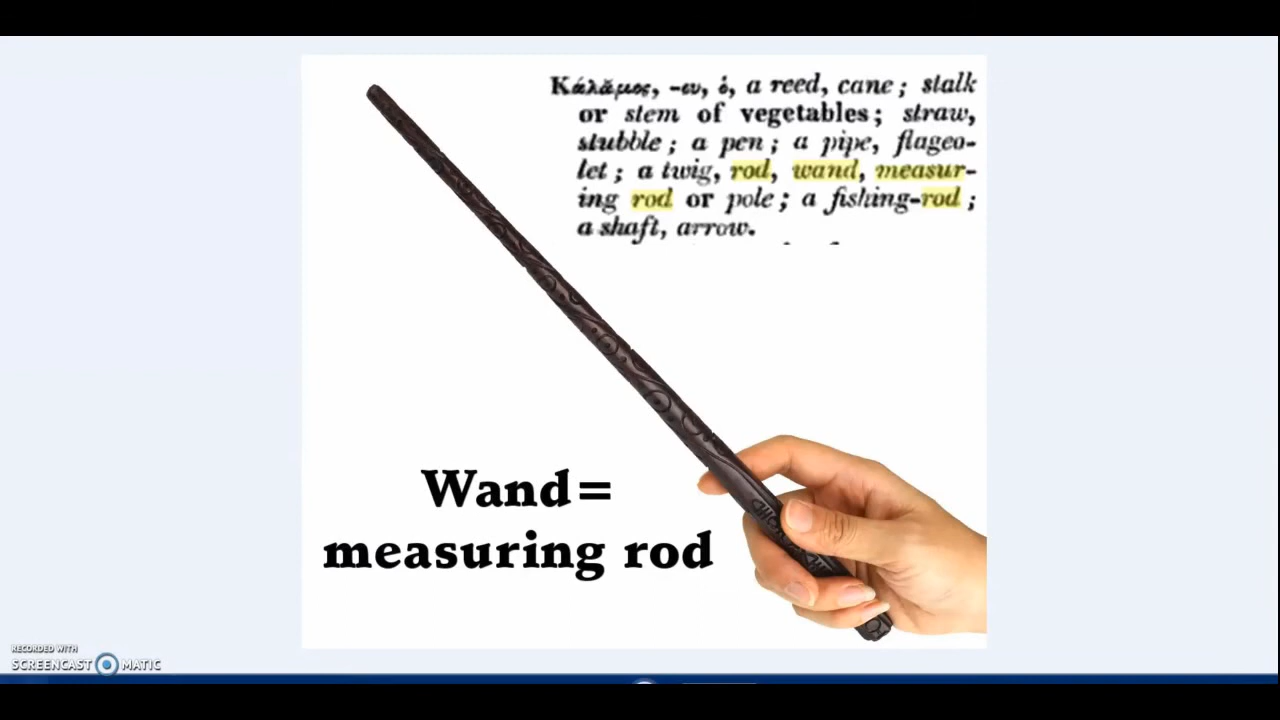 Κάλᾰμος, -ου, ὁ, a reed, cane ; stalk
or stem of vegetables ; straw,
stubble ; a pen ; a pipe, flageo-
let ; a twig, rod, wand, measur-
ing rod or pole ; a fishing-rod ;
a shaft, arrow.
Wand=
measuring rod
RECORDED WITH
SCREENCAST MATIC